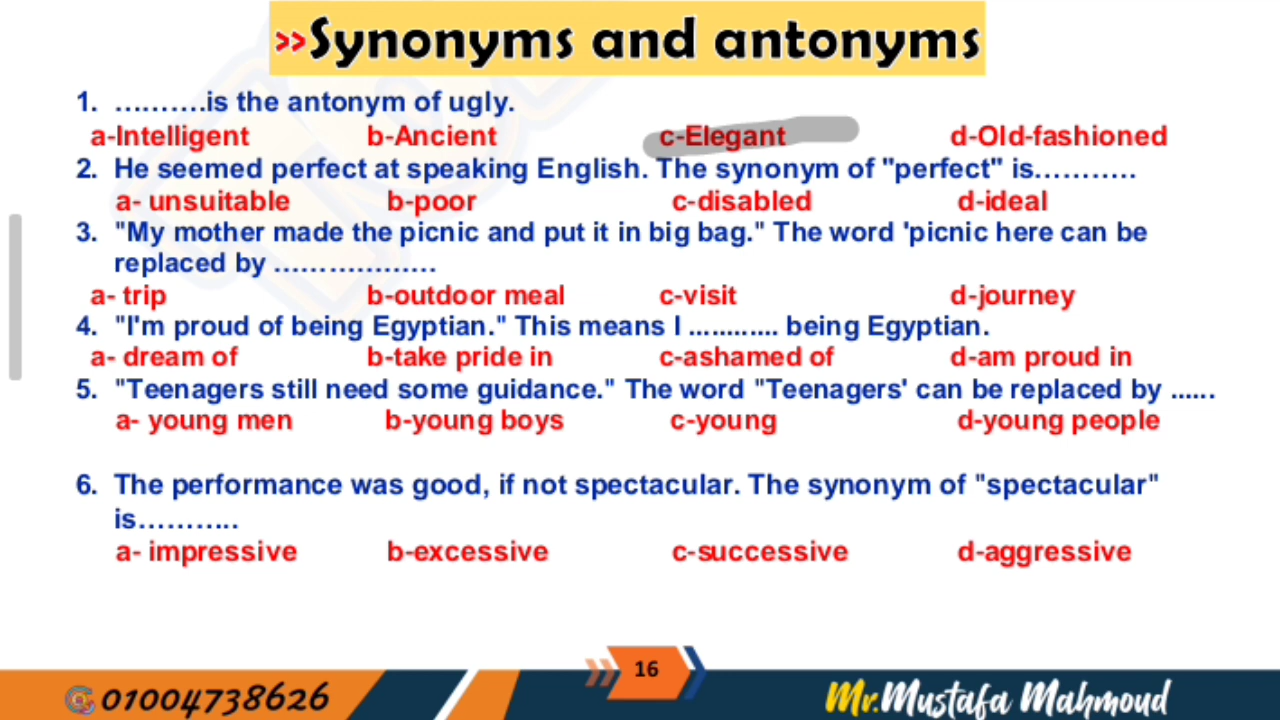 >>Synonyms and antonyms
1. ..........is the antonym of ugly.
a-Intelligent b-Ancient c-Elegant d-Old-fashioned
2. He seemed perfect at speaking English. The synonym of "perfect" is...........
a- unsuitable b-poor c-disabled d-ideal
3. "My mother made the picnic and put it in big bag." The word 'picnic here can be
replaced by ..................
a- trip b-outdoor meal c-visit d-journey
4. "I'm proud of being Egyptian." This means I ............ being Egyptian.
a- dream of b-take pride in c-ashamed of d-am proud in
5. "Teenagers still need some guidance." The word "Teenagers' can be replaced by ......
a- young men b-young boys c-young d-young people
6. The performance was good, if not spectacular. The synonym of "spectacular"
is...........
a- impressive b-excessive c-successive d-aggressive
01004738626 16 Mr.Mustafa Mahmoud